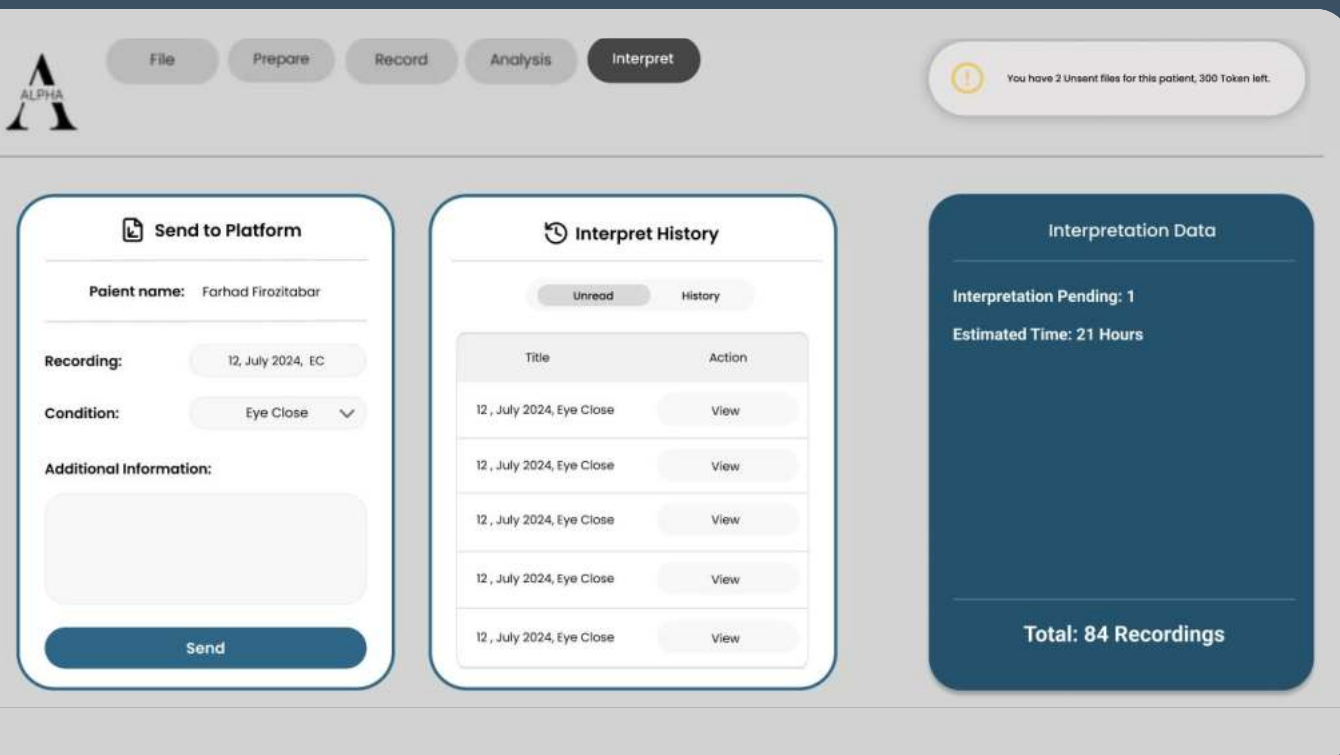 ALPHA
File
Prepare
Record
Analysis
Interpret
You have 2 Unsent files for this patient, 300 Token left.
Send to Platform
Paient name: Farhad Firozitabar
Recording: 12, July 2024, EC
Condition: Eye Close
Additional Information:
Send
Interpret History
Unread History
Title Action
12 , July 2024, Eye Close View
12 , July 2024, Eye Close View
12 , July 2024, Eye Close View
12 , July 2024, Eye Close View
12 , July 2024, Eye Close View
Interpretation Data
Interpretation Pending: 1
Estimated Time: 21 Hours
Total: 84 Recordings